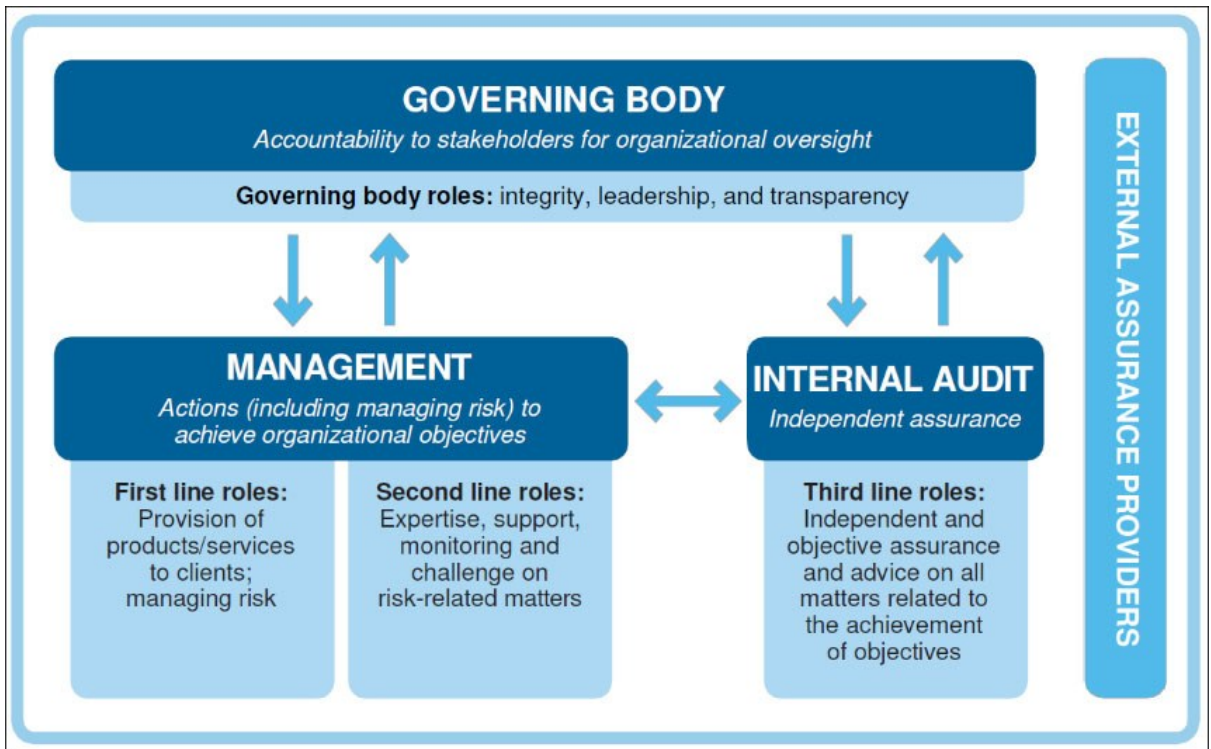 GOVERNING BODY
Accountability to stakeholders for organizational oversight
Governing body roles: integrity, leadership, and transparency
MANAGEMENT
Actions (including managing risk) to
achieve organizational objectives
First line roles:
Provision of
products/services
to clients;
managing risk
Second line roles:
Expertise, support,
monitoring and
challenge on
risk-related matters
INTERNAL AUDIT
Independent assurance
Third line roles:
Independent and
objective assurance
and advice on all
matters related to
the achievement
of objectives
EXTERNAL ASSURANCE PROVIDERS